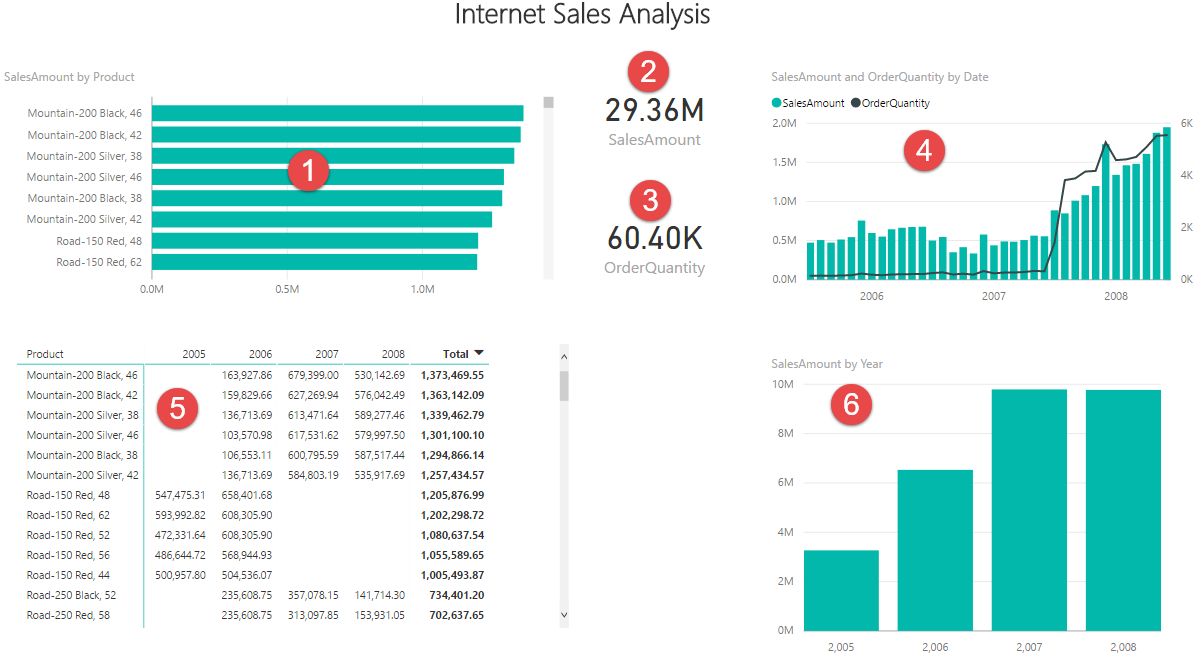 Internet Sales Analysis
SalesAmount by Product
Mountain-200 Black, 46
Mountain-200 Black, 42
Mountain-200 Silver, 38
Mountain-200 Silver, 46
Mountain-200 Black, 38
Mountain-200 Silver, 42
Road-150 Red, 48
Road-150 Red, 62
0.0M 0.5M 1.0M
1
2
29.36M
SalesAmount
3
60.40K
OrderQuantity
SalesAmount and OrderQuantity by Date
SalesAmount OrderQuantity
2.0M 6K
1.5M
4K
1.0M
2K
0.5M
0.0M 0K
2006 2007 2008
4
Product 2005 2006 2007 2008 Total
Mountain-200 Black, 46 163,927.86 679,399.00 530,142.69 1,373,469.55
Mountain-200 Black, 42 159,829.66 627,269.94 576,042.49 1,363,142.09
Mountain-200 Silver, 38 136,713.69 613,471.64 589,277.46 1,339,462.79
Mountain-200 Silver, 46 103,570.98 617,531.62 579,997.50 1,301,100.10
Mountain-200 Black, 38 106,553.11 600,795.59 587,517.44 1,294,866.14
Mountain-200 Silver, 42 136,713.69 584,803.19 535,917.69 1,257,434.57
Road-150 Red, 48 547,475.31 658,401.68 1,205,876.99
Road-150 Red, 62 593,992.82 608,305.90 1,202,298.72
Road-150 Red, 52 472,331.64 608,305.90 1,080,637.54
Road-150 Red, 56 486,644.72 568,944.93 1,055,589.65
Road-150 Red, 44 500,957.80 504,536.07 1,005,493.87
Road-250 Black, 52 235,608.75 357,078.15 141,714.30 734,401.20
Road-250 Red, 58 235,608.75 313,097.85 153,931.05 702,637.65
5
SalesAmount by Year
10M
8M
6M
4M
2M
0M
2,005 2,006 2,007 2,008
6